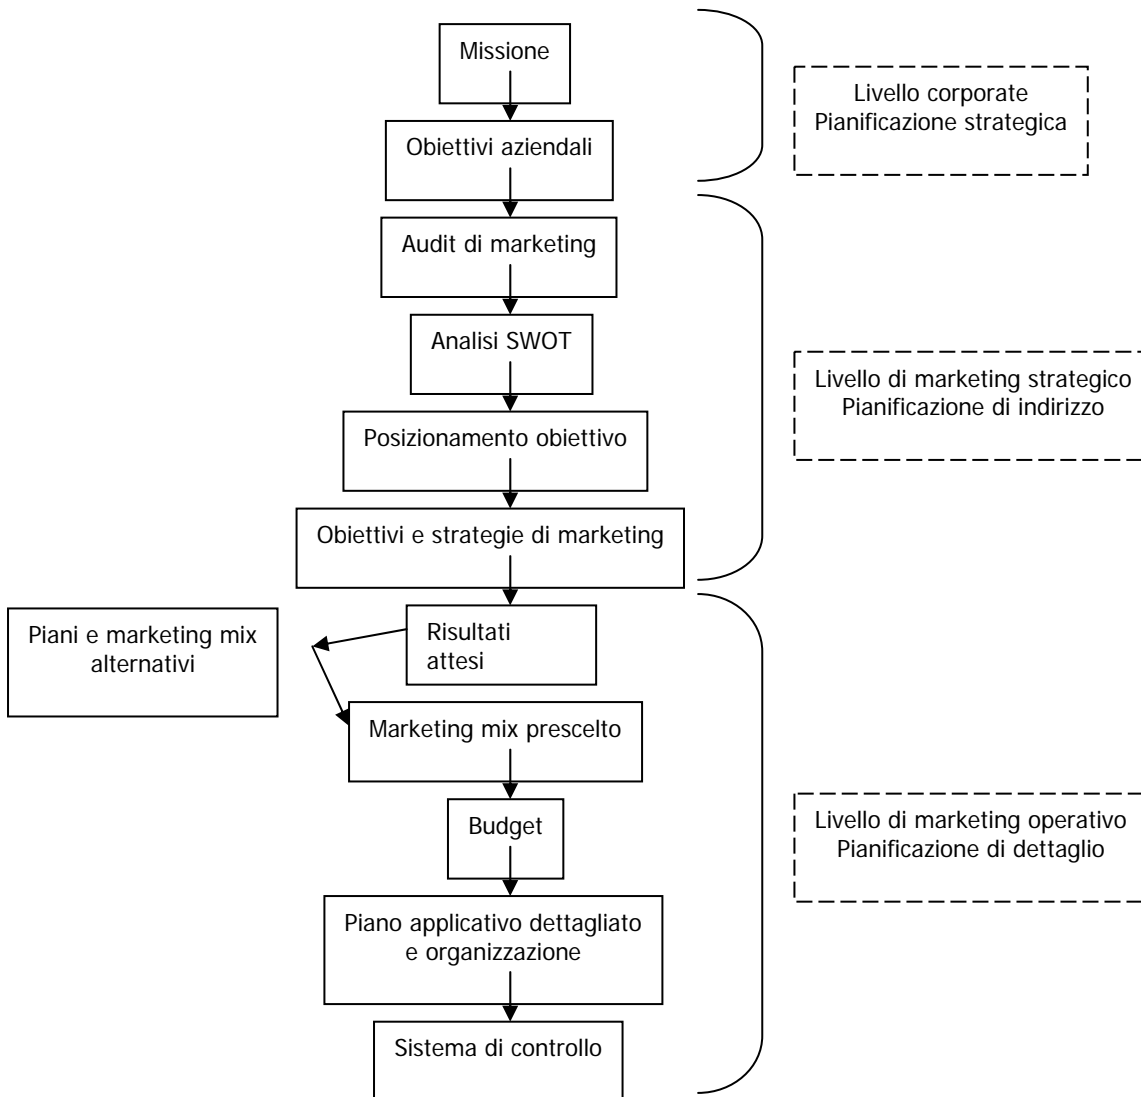 Missione
Livello corporate
Pianificazione strategica
Obiettivi aziendali
Audit di marketing
Analisi SWOT
Livello di marketing strategico
Pianificazione di indirizzo
Posizionamento obiettivo
Obiettivi e strategie di marketing
Piani e marketing mix
alternativi
Risultati
attesi
Marketing mix prescelto
Budget
Livello di marketing operativo
Pianificazione di dettaglio
Piano applicativo dettagliato
e organizzazione
Sistema di controllo